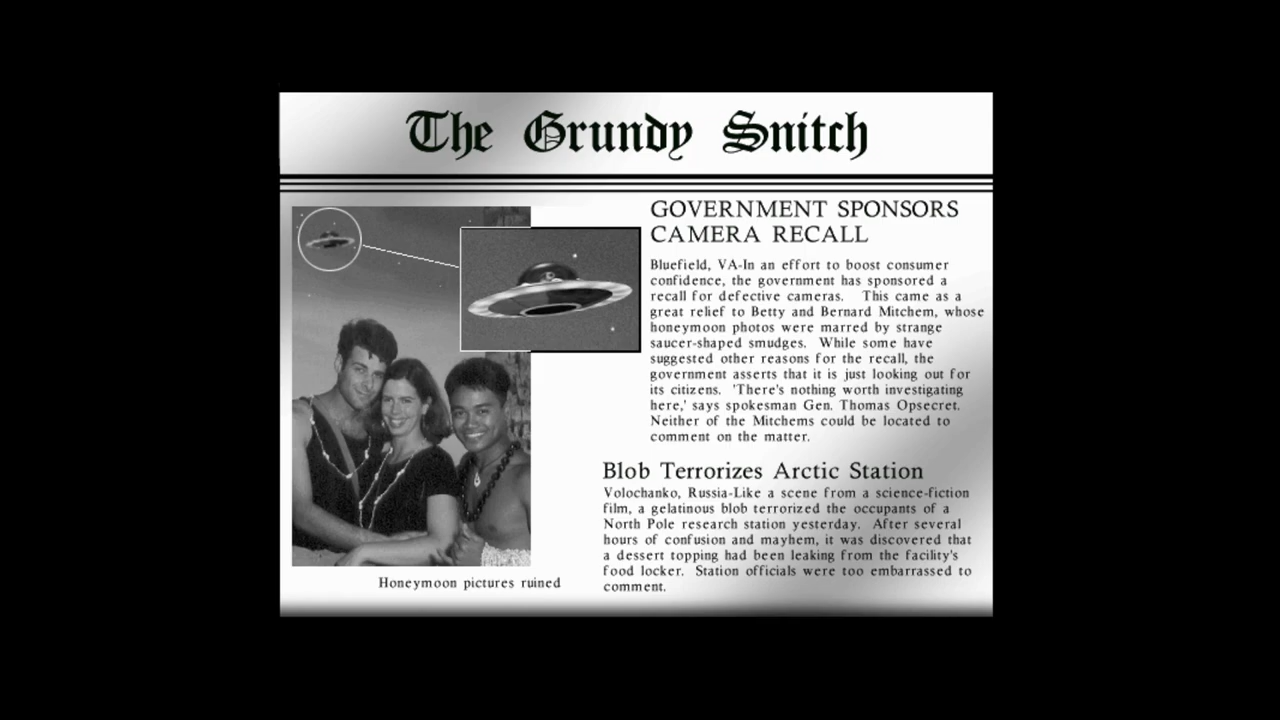 The Grundy Snitch
GOVERNMENT SPONSORS
CAMERA RECALL
Bluefield, VA-In an effort to boost consumer
confidence, the government has sponsored a
recall for defective cameras. This came as a
great relief to Betty and Bernard Mitchem, whose
honeymoon photos were marred by strange
saucer-shaped smudges. While some have
suggested other reasons for the recall, the
government asserts that it is just looking out for
its citizens. 'There's nothing worth investigating
here,' says spokesman Gen. Thomas Opsecret.
Neither of the Mitchems could be located to
comment on the matter.
Blob Terrorizes Arctic Station
Volochanko, Russia-Like a scene from a science-fiction
film, a gelatinous blob terrorized the occupants of a
North Pole research station yesterday. After several
hours of confusion and mayhem, it was discovered that
a dessert topping had been leaking from the facility's
food locker. Station officials were too embarrassed to
comment.
Honeymoon pictures ruined